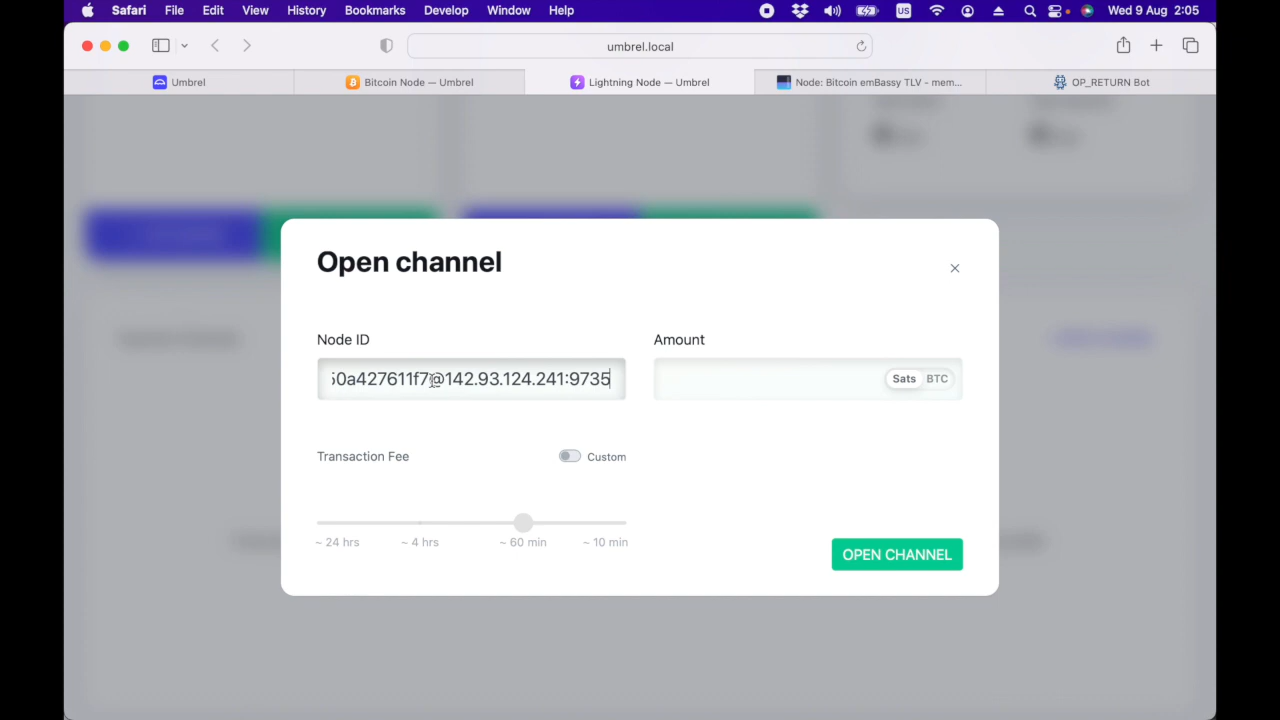 Safari File Edit View History Bookmarks Develop Window Help US Wed 9 Aug 2:05
umbrel.local
Umbrel Bitcoin Node — Umbrel Lightning Node — Umbrel Node: Bitcoin emBassy TLV - mem... OP_RETURN Bot
Open channel
Node ID Amount
0a427611f7@142.93.124.241:9735 Sats BTC
Transaction Fee Custom
~ 24 hrs ~ 4 hrs ~ 60 min ~ 10 min
OPEN CHANNEL